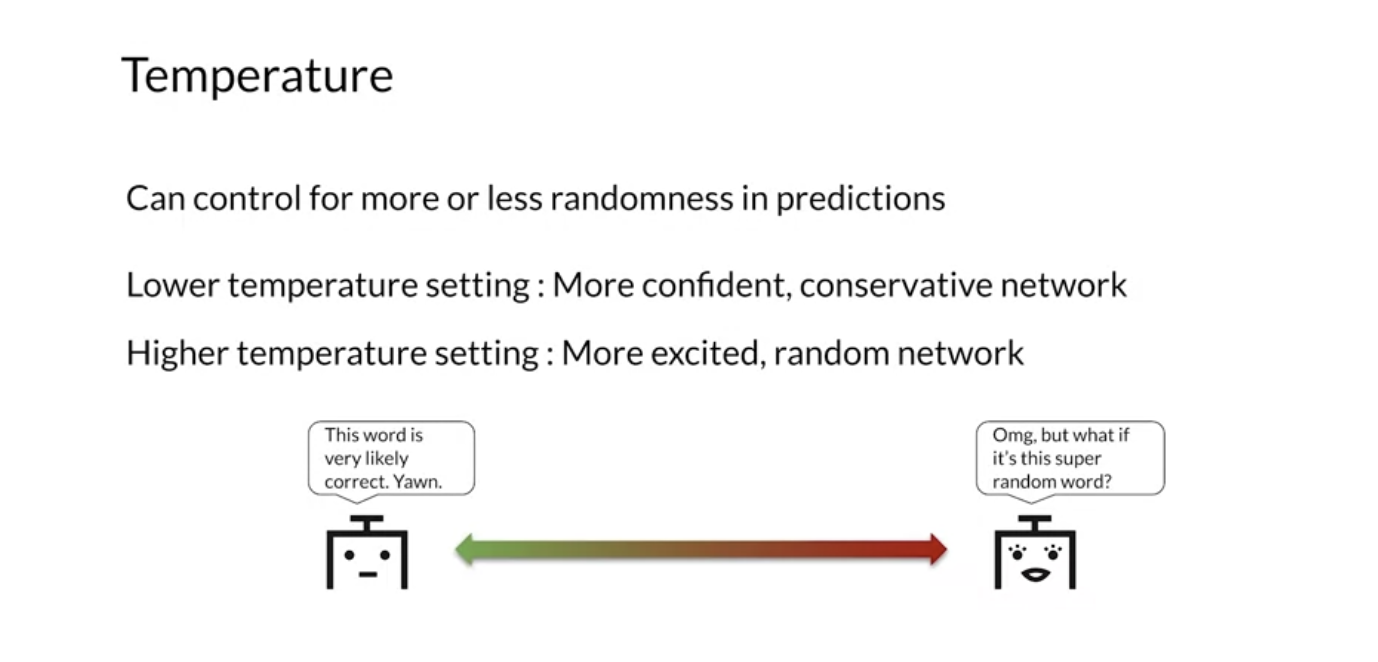 Temperature
Can control for more or less randomness in predictions
Lower temperature setting : More confident, conservative network
Higher temperature setting : More excited, random network
This word is
very likely
correct. Yawn.
Omg, but what if
it's this super
random word?